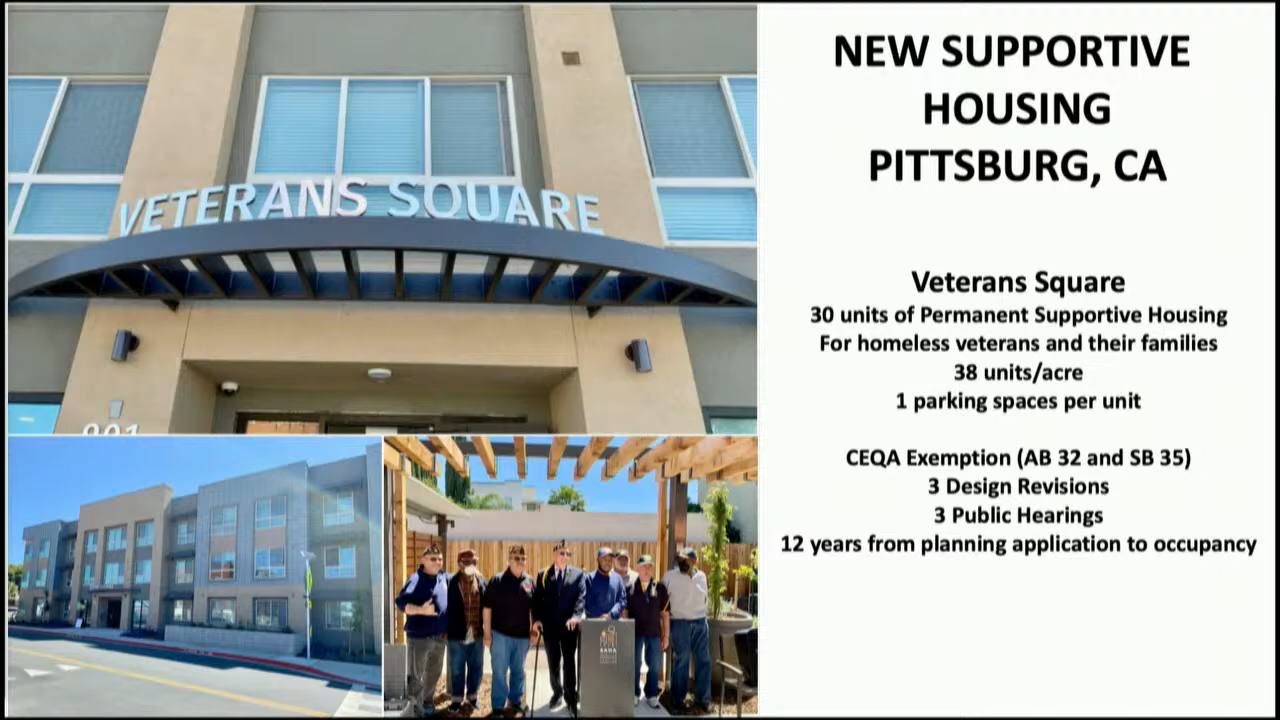 NEW SUPPORTIVE
HOUSING
PITTSBURG, CA
Veterans Square
30 units of Permanent Supportive Housing
For homeless veterans and their families
38 units/acre
1 parking spaces per unit
CEQA Exemption (AB 32 and SB 35)
3 Design Revisions
3 Public Hearings
12 years from planning application to occupancy
VETERANS SQUARE
901
SAHA